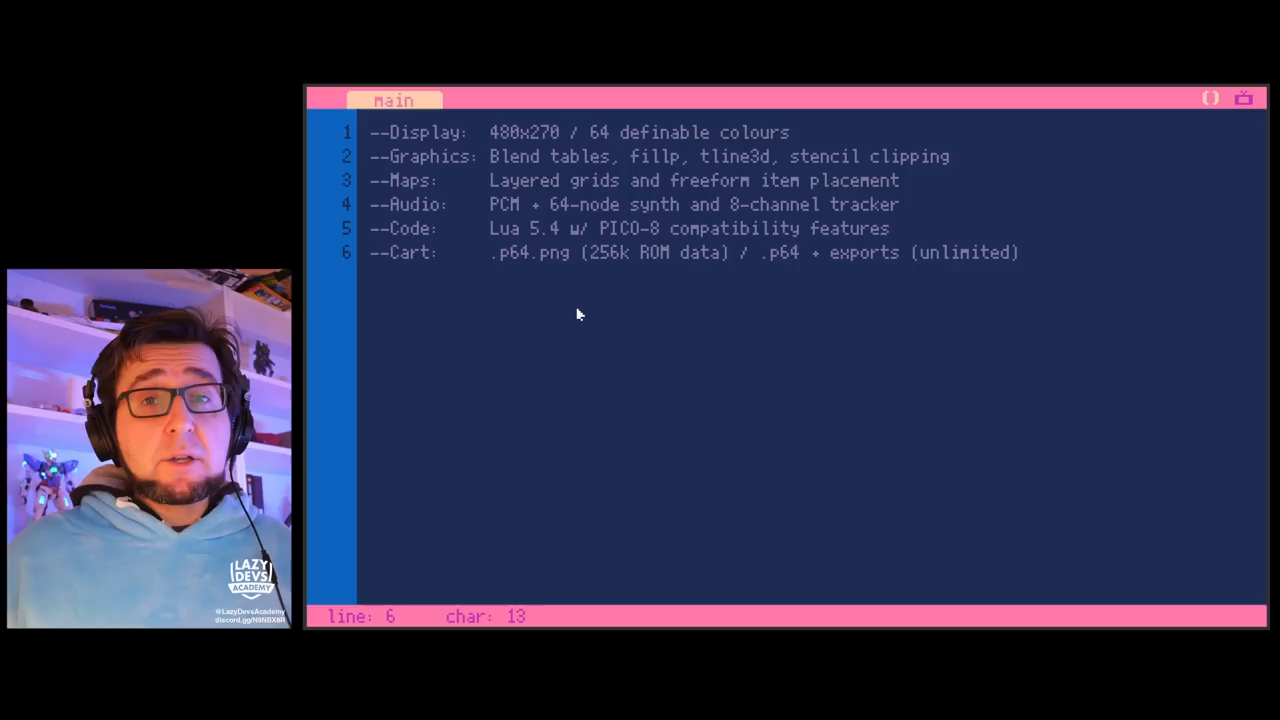 main
1 --Display: 480x270 / 64 definable colours
2 --Graphics: Blend tables, fillp, tline3d, stencil clipping
3 --Maps: Layered grids and freeform item placement
4 --Audio: PCM + 64-node synth and 8-channel tracker
5 --Code: Lua 5.4 w/ PICO-8 compatibility features
6 --Cart: .p64.png (256k ROM data) / .p64 + exports (unlimited)
LAZY
DEVS
ACADEMY
@LazyDevsAcademy
discord.gg/N9NBX8R
line: 6 char: 13